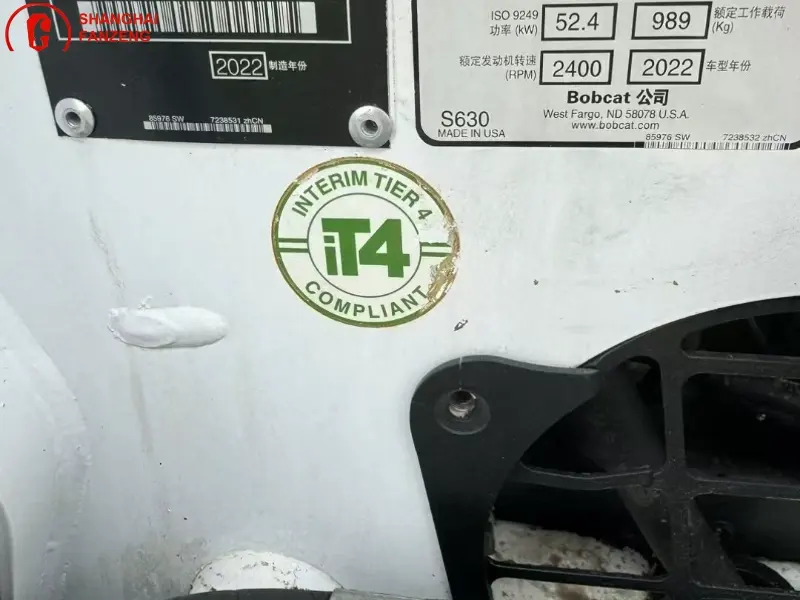 SHANGHAI
FANZENG
2022 制造年份
85976 SW 7238531 zhCN
ISO 9249
功率 (kW) 52.4 989 额定工作载荷
(Kg)
额定发动机转速
(RPM) 2400 2022 车型年份
Bobcat 公司
West Fargo, ND 58078 U.S.A.
www.bobcat.com
S630
MADE IN USA
85976 SW 7238532 zhCN
INTERIM TIER 4
iT4
COMPLIANT